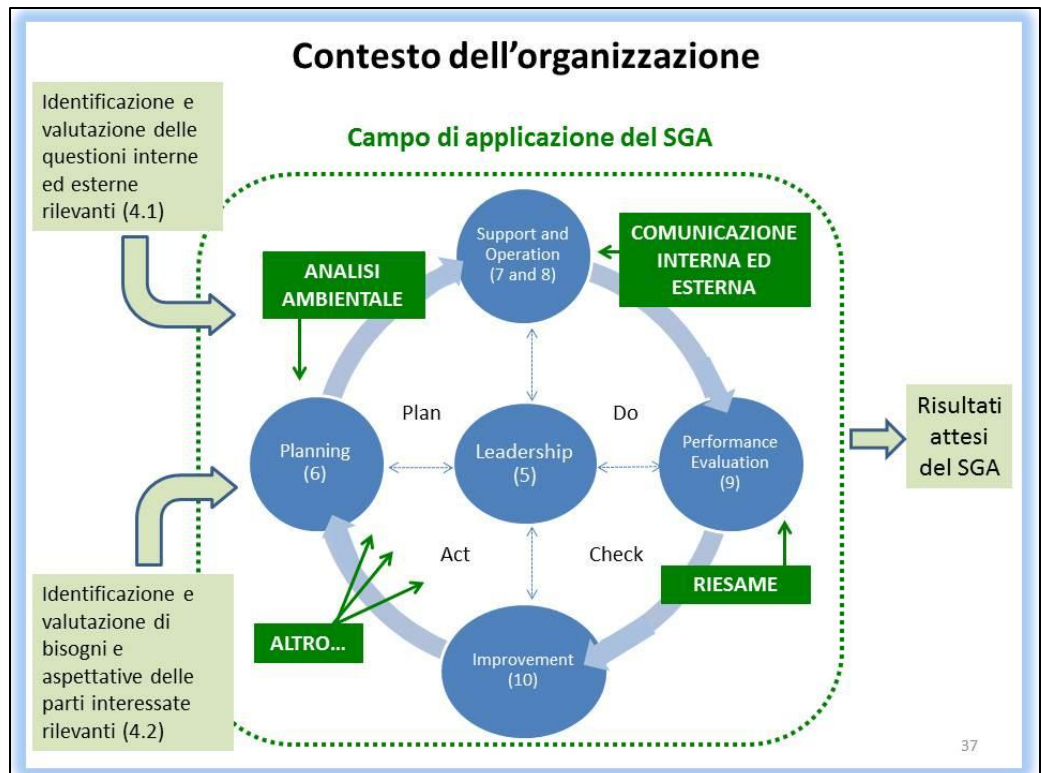 Contesto dell'organizzazione
Identificazione e
valutazione delle
questioni interne
ed esterne
rilevanti (4.1)
Campo di applicazione del SGA
Support and
Operation
(7 and 8)
COMUNICAZIONE
INTERNA ED
ESTERNA
ANALISI
AMBIENTALE
Plan
Do
Planning
(6)
Leadership
(5)
Performance
Evaluation
(9)
Risultati
attesi
del SGA
Act
Check
RIESAME
Identificazione e
valutazione di
bisogni e
aspettative delle
parti interessate
rilevanti (4.2)
ALTRO...
Improvement
(10)
37